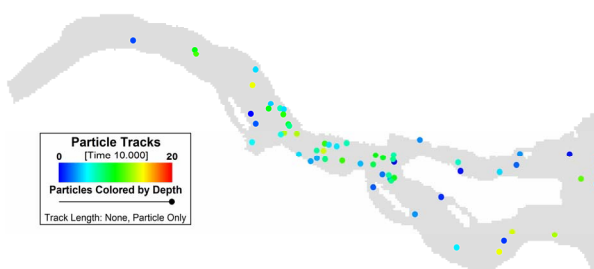 Particle Tracks
[Time 10.000]
0 20
Particles Colored by Depth
Track Length: None, Particle Only